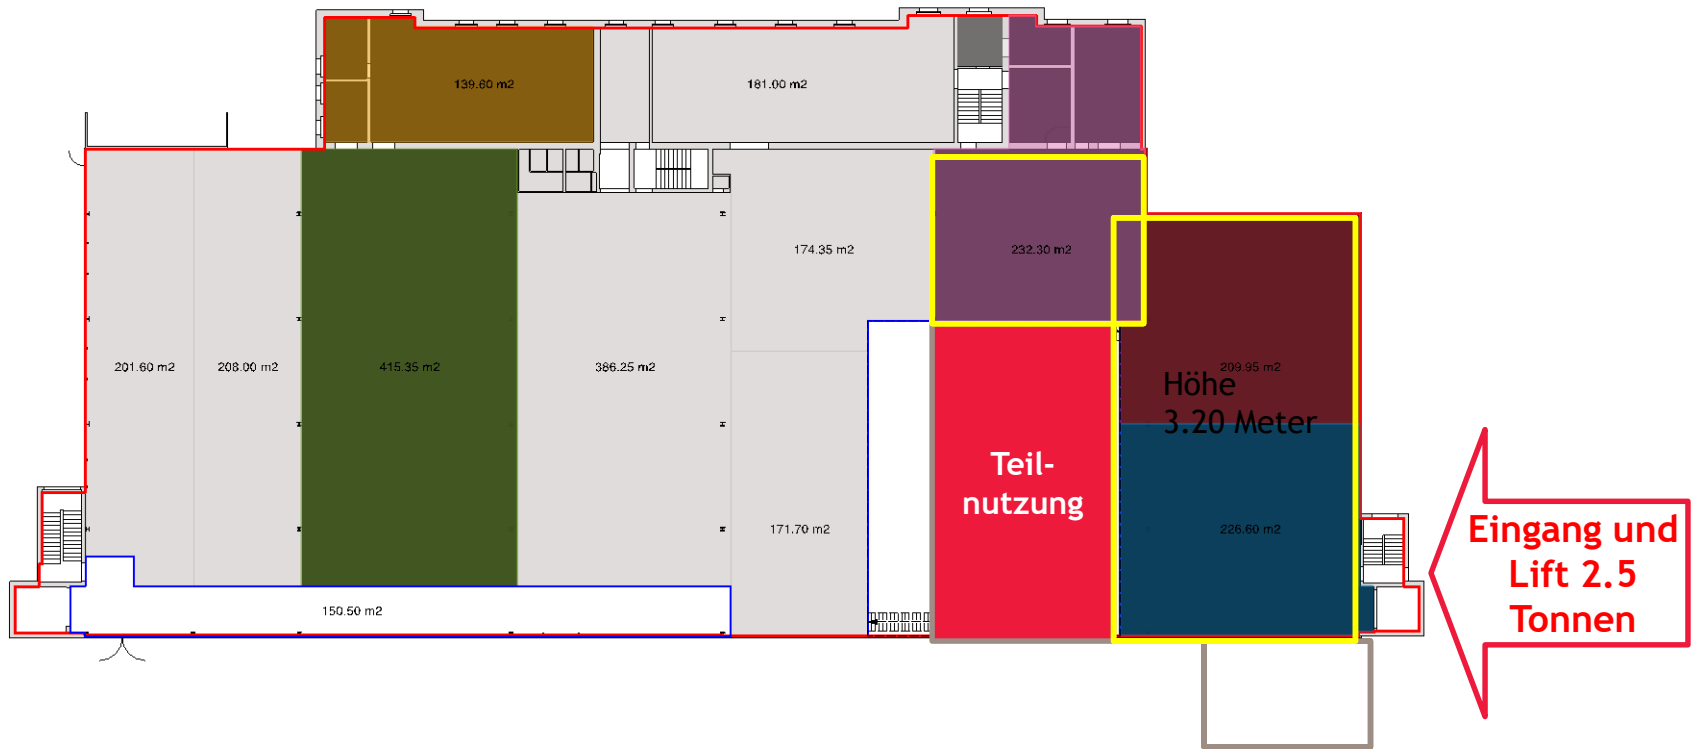 139.60 m2
181.00 m2
174.35 m2
232.30 m2
201.60 m2
208.00 m2
415.35 m2
386.25 m2
209.95 m2
Höhe
3.20 Meter
Teil-
nutzung
171.70 m2
226.60 m2
Eingang und
Lift 2.5
Tonnen
150.50 m2